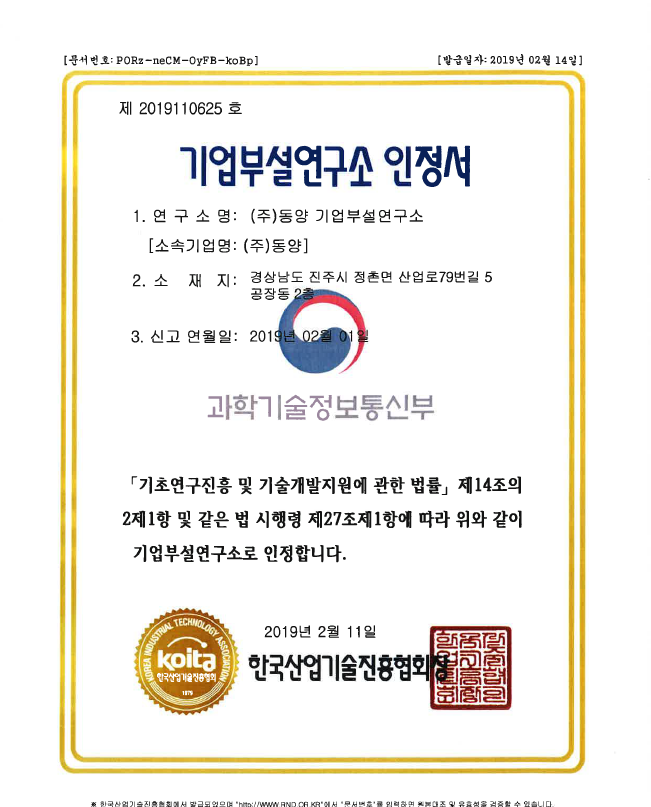 [문서번호: PORz-neCM-OyFB-koBp] [발급일자: 2019년 02월 14일]
제 2019110625 호
기업부설연구소 인정서
1. 연 구 소 명: (주)동양 기업부설연구소
[소속기업명: (주)동양]
2. 소 재 지: 경상남도 진주시 정촌면 산업로79번길 5
공장동 2층
3. 신고 연월일: 2019년 02월 01일
과학기술정보통신부
「기초연구진흥 및 기술개발지원에 관한 법률」 제14조의
2제1항 및 같은 법 시행령 제27조제1항에 따라 위와 같이
기업부설연구소로 인정합니다.
2019년 2월 11일
KOREA INDUSTRIAL TECHNOLOGY ASSOCIATION
koita
한국산업기술진흥협회
1979
한국산업기술진흥협회장
※ 한국산업기술진흥협회에서 발급되었으며 "http://WWW.RND.OR.KR"에서 "문서번호"를 입력하면 원본대조 및 유효성을 검증할 수 있습니다.